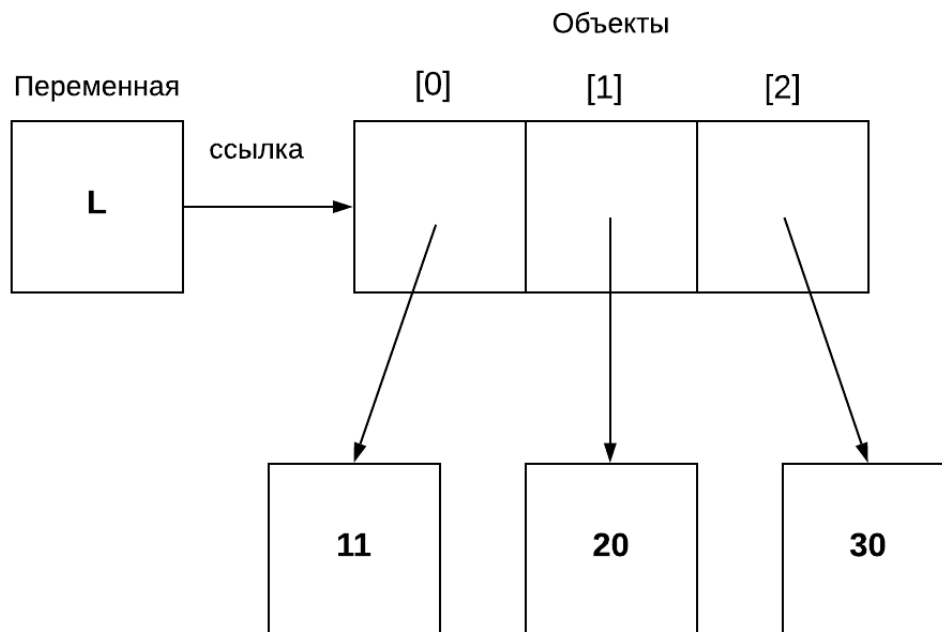 Объекты
Переменная
[0]
[1]
[2]
ссылка
L
11
20
30